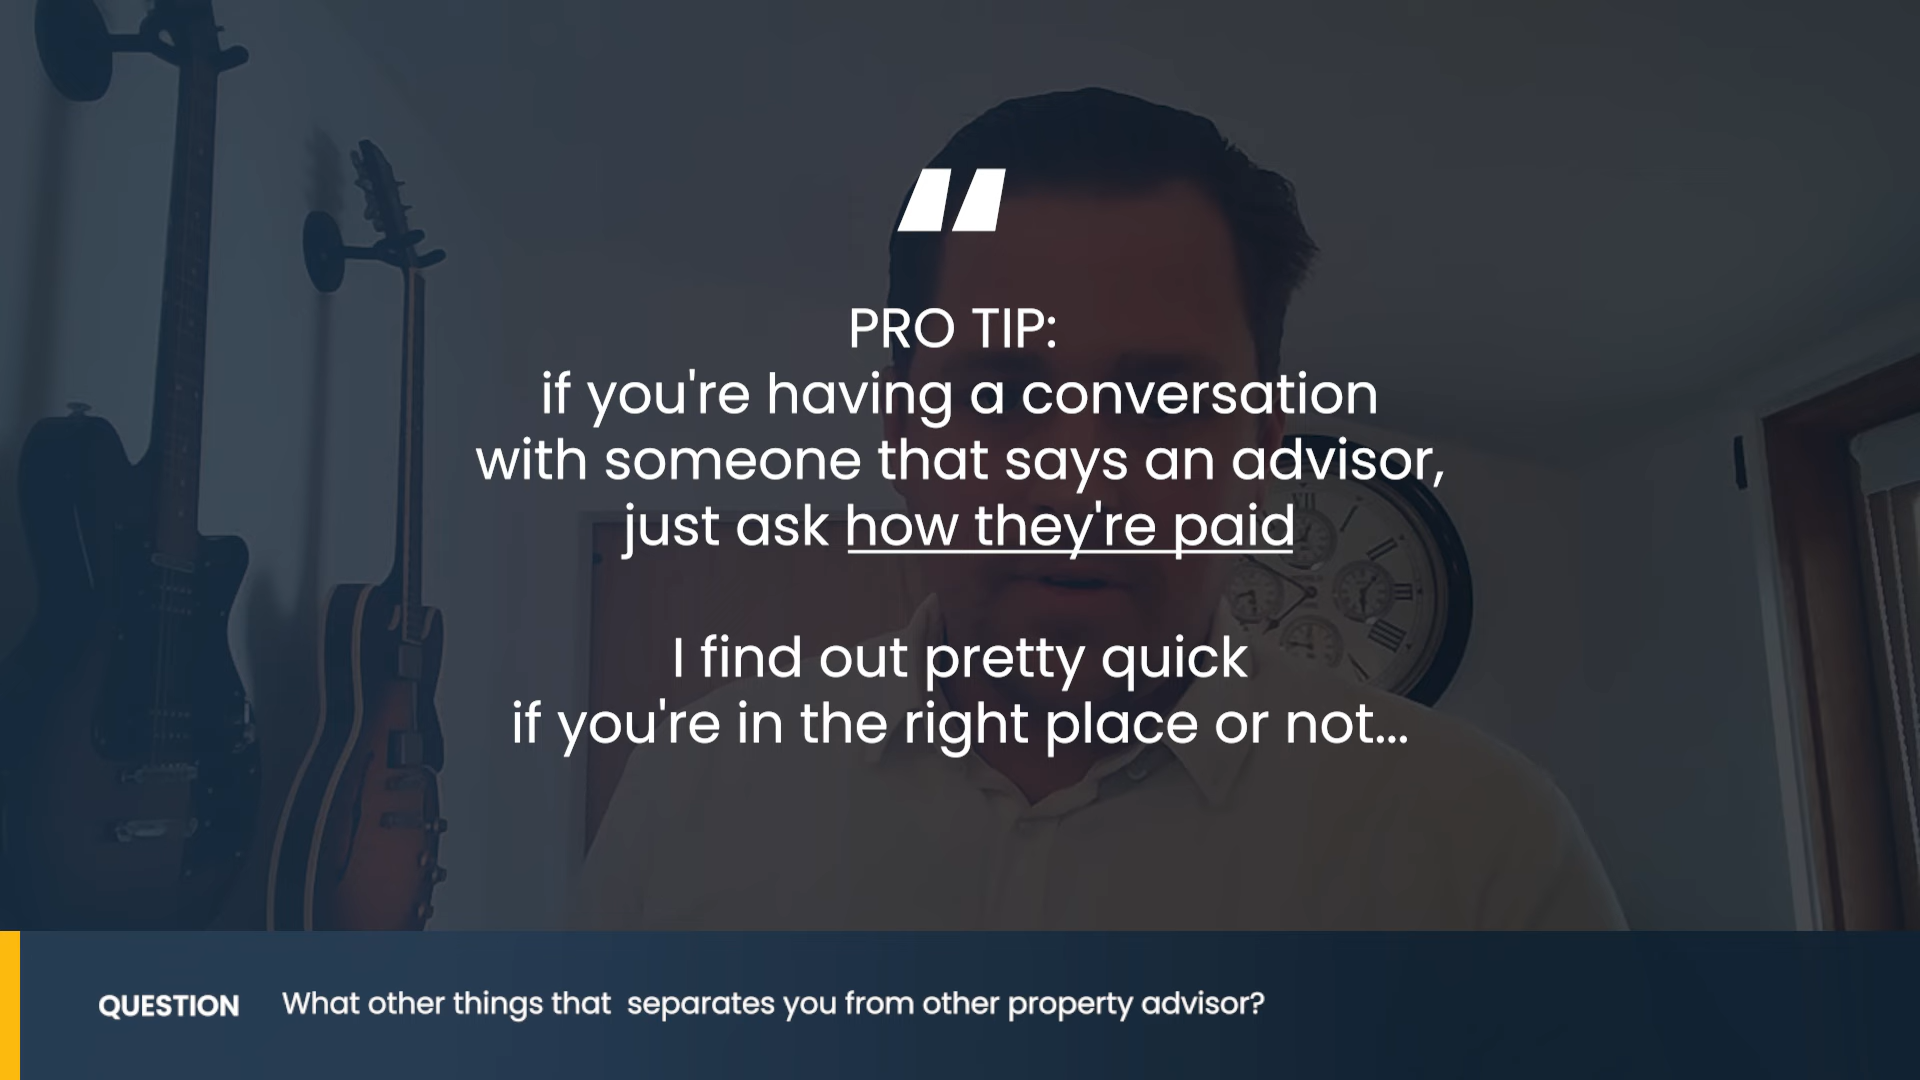 PRO TIP:
if you're having a conversation
with someone that says an advisor,
just ask how they're paid
I find out pretty quick
if you're in the right place or not...
QUESTION What other things that  separates you from other property advisor?